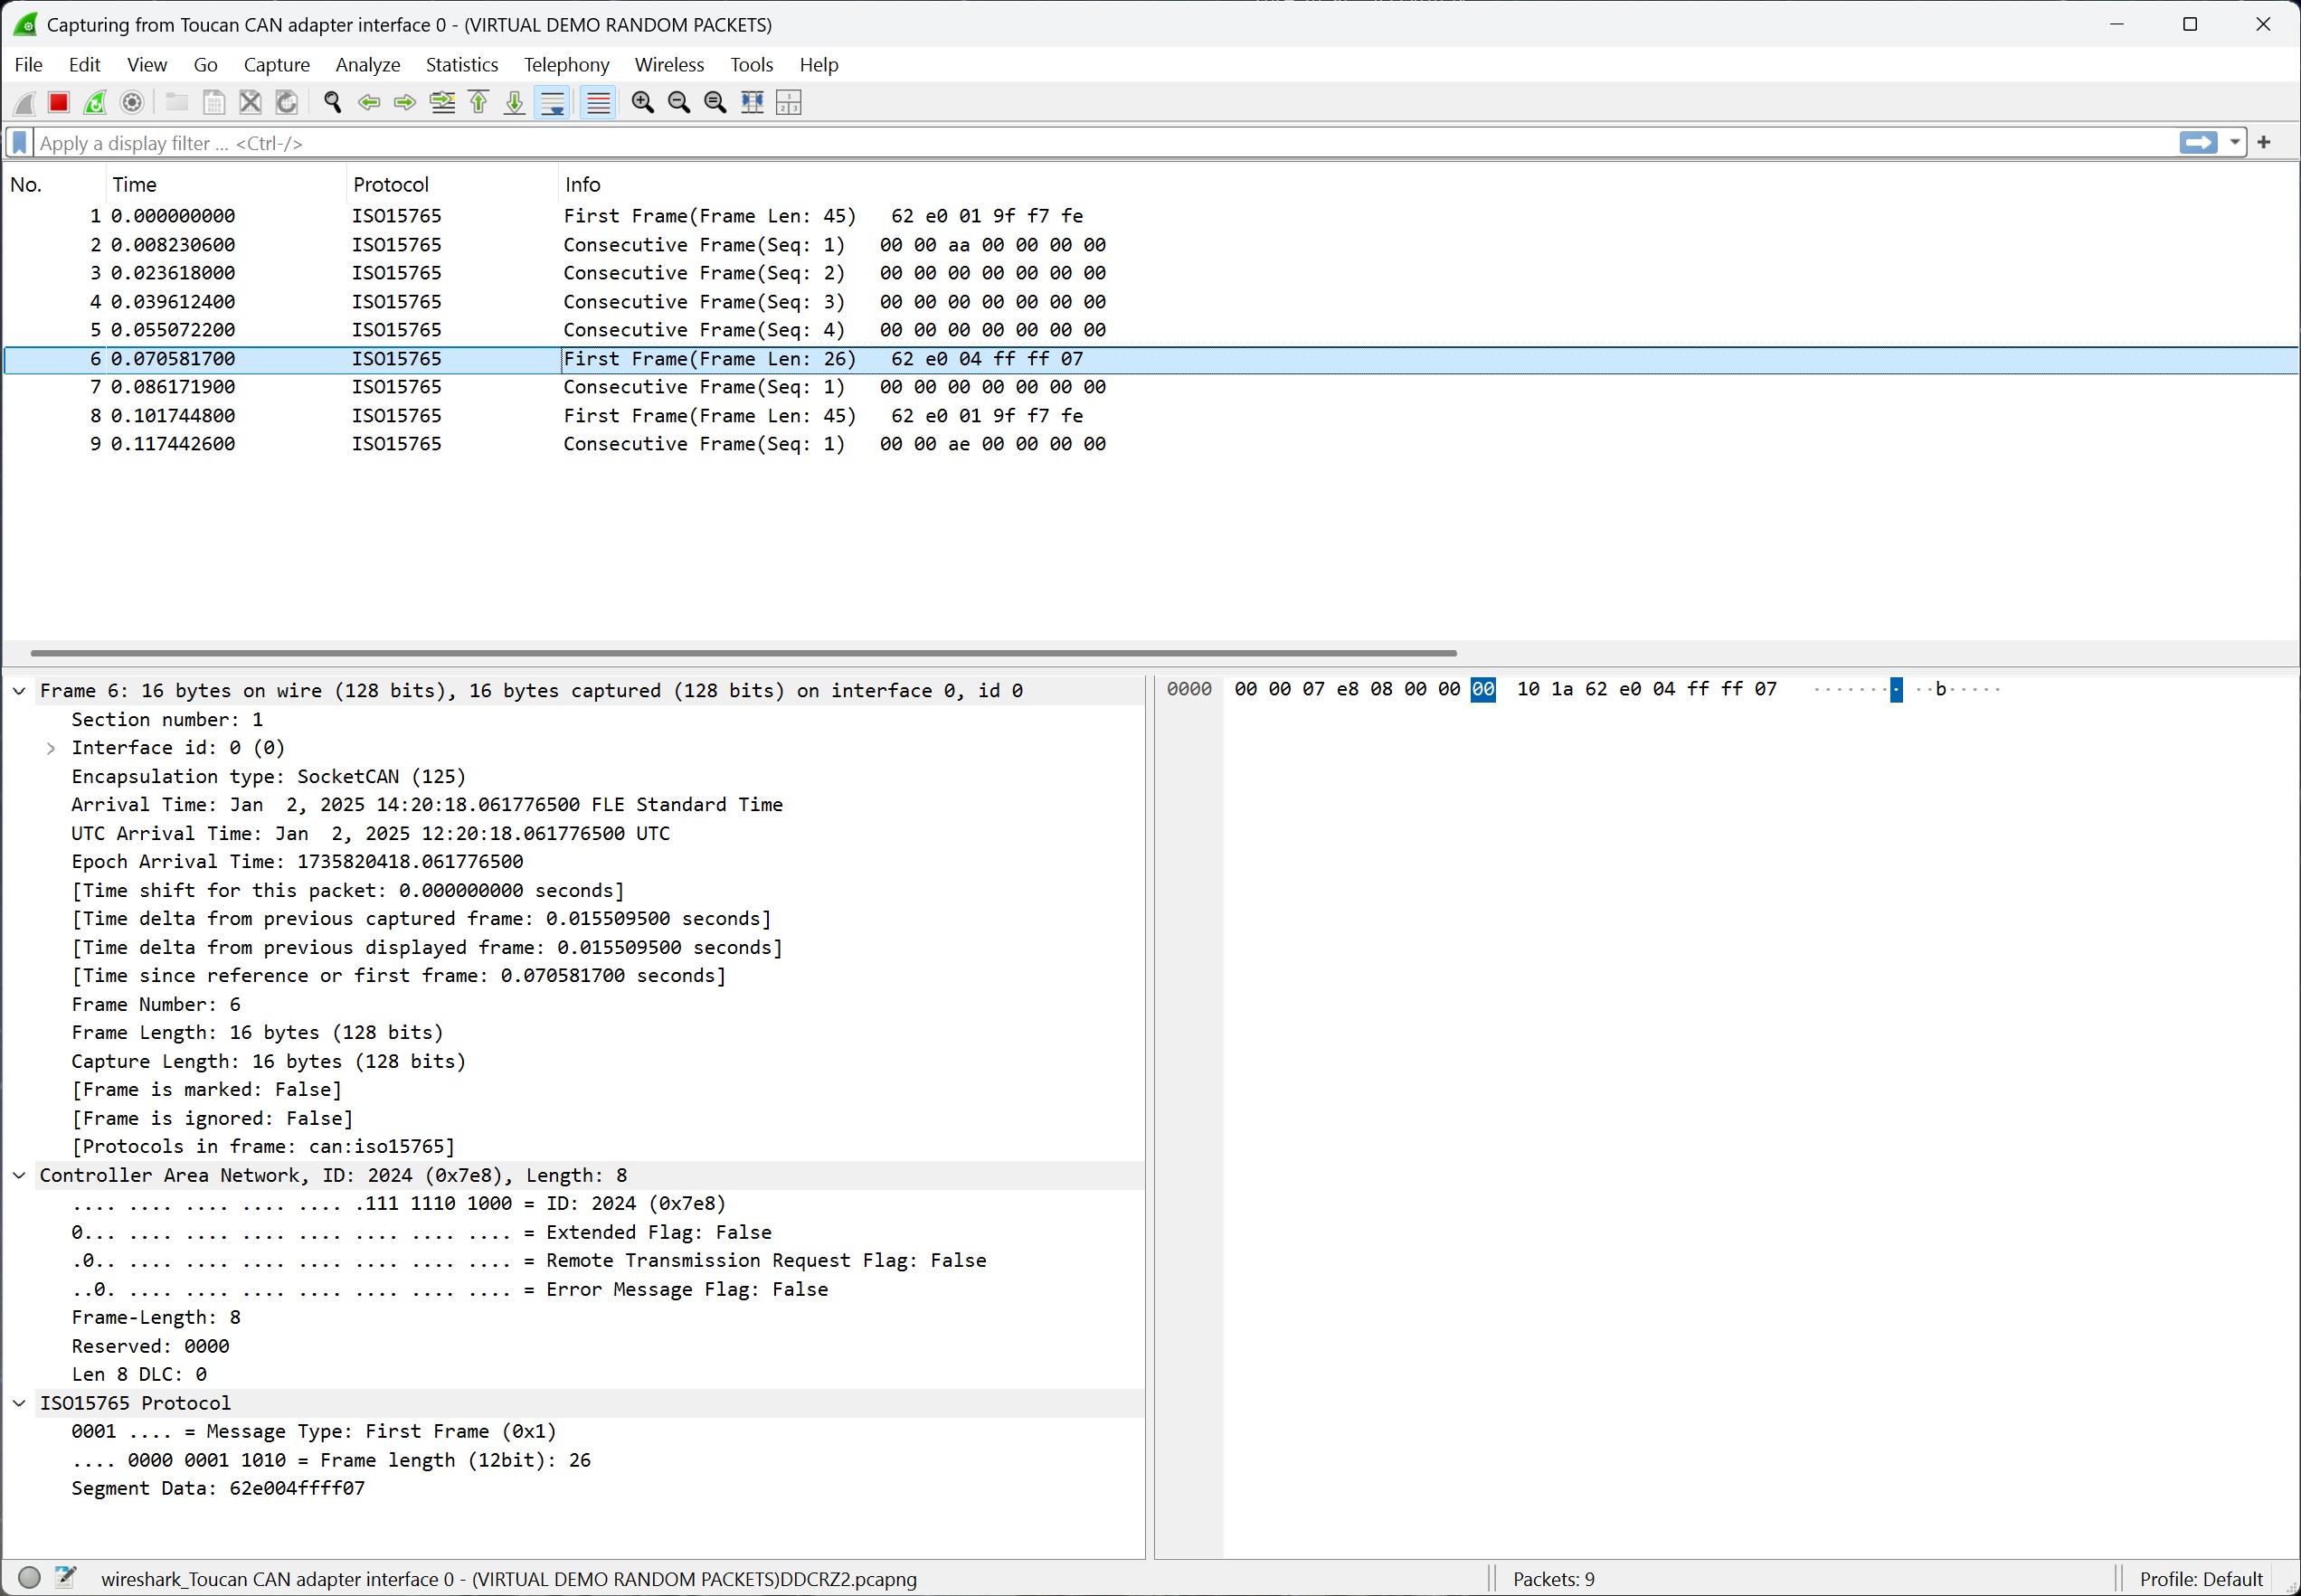 Capturing from Toucan CAN adapter interface 0 - (VIRTUAL DEMO RANDOM PACKETS)
File Edit View Go Capture Analyze Statistics Telephony Wireless Tools Help
Apply a display filter ... <Ctrl-/>
No. Time Protocol Info
1 0.000000000 ISO15765 First Frame(Frame Len: 45) 62 e0 01 9f f7 fe
2 0.008230600 ISO15765 Consecutive Frame(Seq: 1) 00 00 aa 00 00 00 00
3 0.023618000 ISO15765 Consecutive Frame(Seq: 2) 00 00 00 00 00 00 00
4 0.039612400 ISO15765 Consecutive Frame(Seq: 3) 00 00 00 00 00 00 00
5 0.055072200 ISO15765 Consecutive Frame(Seq: 4) 00 00 00 00 00 00 00
6 0.070581700 ISO15765 First Frame(Frame Len: 26) 62 e0 04 ff ff 07
7 0.086171900 ISO15765 Consecutive Frame(Seq: 1) 00 00 00 00 00 00 00
8 0.101744800 ISO15765 First Frame(Frame Len: 45) 62 e0 01 9f f7 fe
9 0.117442600 ISO15765 Consecutive Frame(Seq: 1) 00 00 ae 00 00 00 00
Frame 6: 16 bytes on wire (128 bits), 16 bytes captured (128 bits) on interface 0, id 0
Section number: 1
Interface id: 0 (0)
Encapsulation type: SocketCAN (125)
Arrival Time: Jan  2, 2025 14:20:18.061776500 FLE Standard Time
UTC Arrival Time: Jan  2, 2025 12:20:18.061776500 UTC
Epoch Arrival Time: 1735820418.061776500
[Time shift for this packet: 0.000000000 seconds]
[Time delta from previous captured frame: 0.015509500 seconds]
[Time delta from previous displayed frame: 0.015509500 seconds]
[Time since reference or first frame: 0.070581700 seconds]
Frame Number: 6
Frame Length: 16 bytes (128 bits)
Capture Length: 16 bytes (128 bits)
[Frame is marked: False]
[Frame is ignored: False]
[Protocols in frame: can:iso15765]
Controller Area Network, ID: 2024 (0x7e8), Length: 8
.... .... .... .... .... .111 1110 1000 = ID: 2024 (0x7e8)
0... .... .... .... .... .... .... .... = Extended Flag: False
.0.. .... .... .... .... .... .... .... = Remote Transmission Request Flag: False
..0. .... .... .... .... .... .... .... = Error Message Flag: False
Frame-Length: 8
Reserved: 0000
Len 8 DLC: 0
ISO15765 Protocol
0001 .... = Message Type: First Frame (0x1)
.... 0000 0001 1010 = Frame length (12bit): 26
Segment Data: 62e004ffff07
0000 00 00 07 e8 08 00 00 00 10 1a 62 e0 04 ff ff 07 ········ ··b·····
wireshark_Toucan CAN adapter interface 0 - (VIRTUAL DEMO RANDOM PACKETS)DDCRZ2.pcapng
Packets: 9
Profile: Default